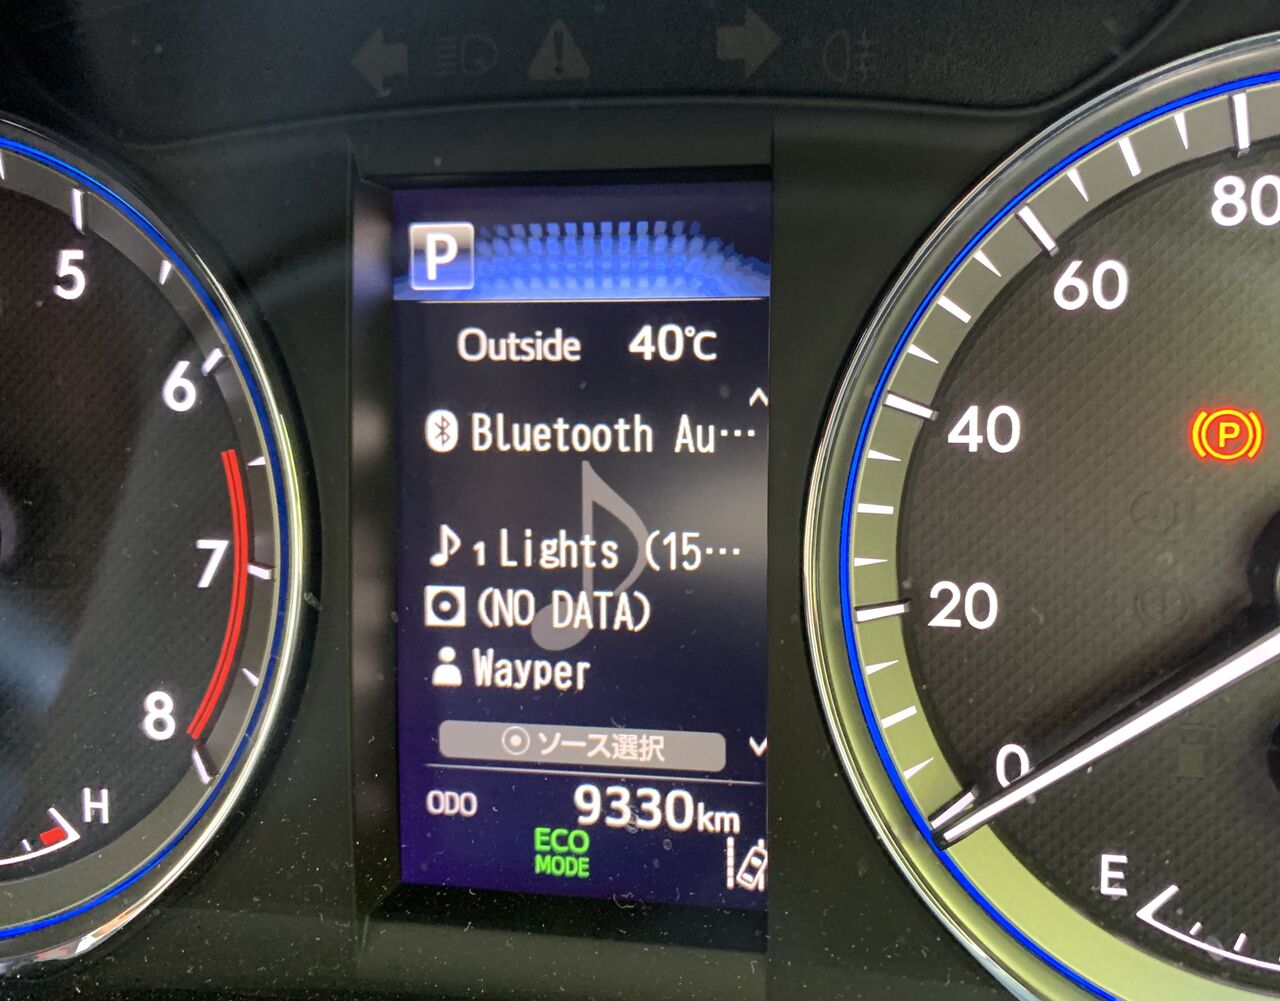 P
Outside 40℃
Bluetooth Au…
1 Lights (15…
(NO DATA)
Wayper
ソース選択
ODO 9330km
ECO
MODE
5
6
7
8
H
80
60
40
20
0
P
E